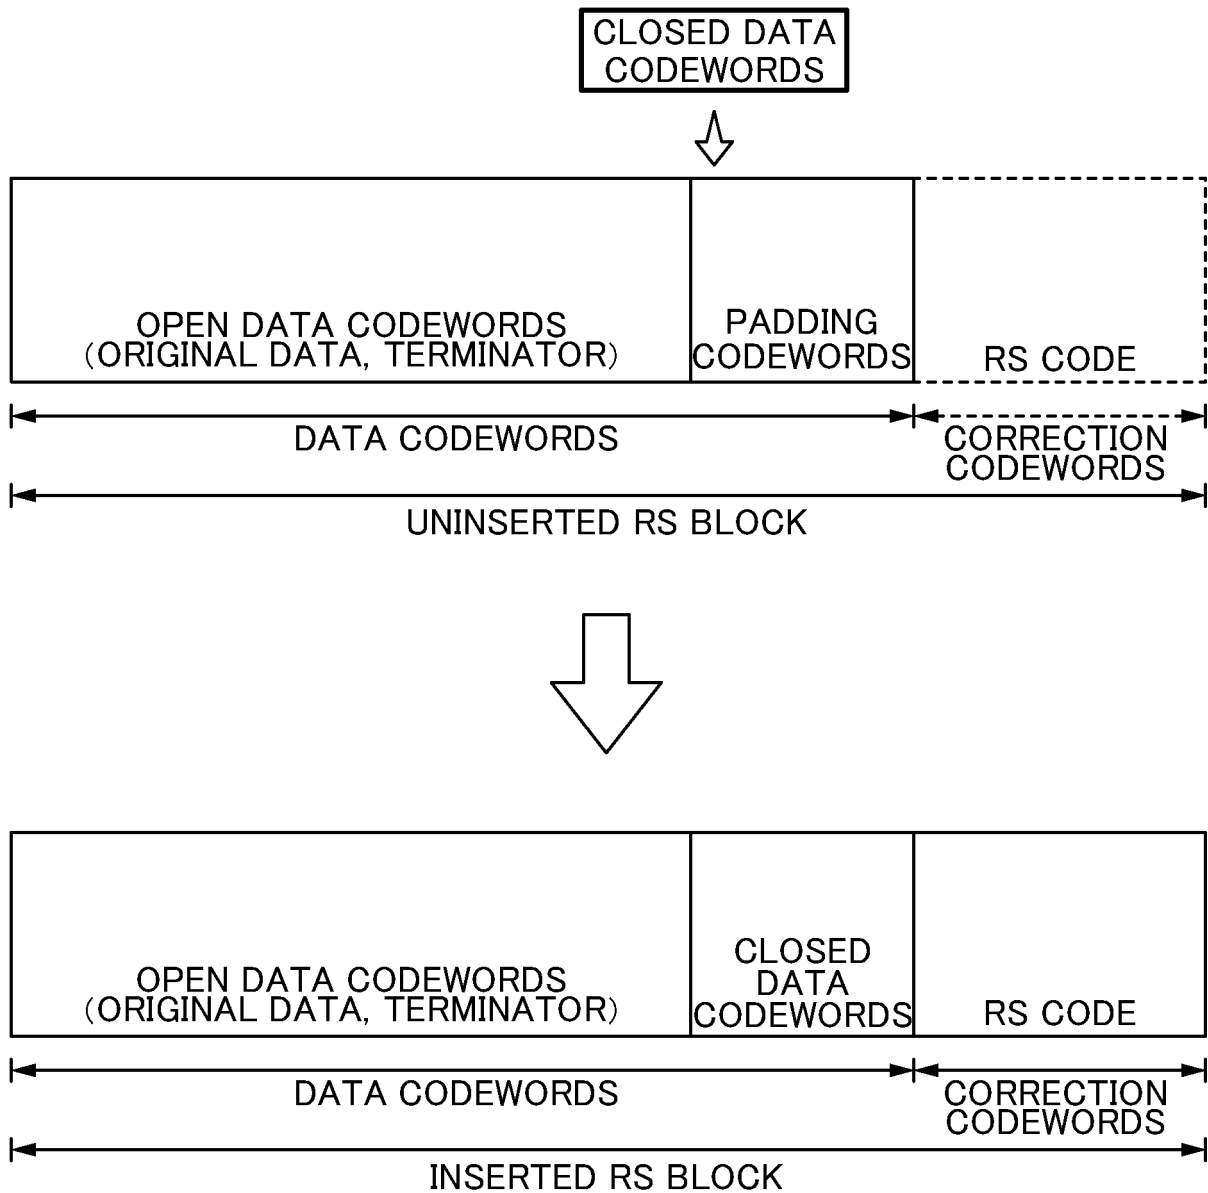 CLOSED DATA
CODEWORDS
OPEN DATA CODEWORDS
(ORIGINAL DATA, TERMINATOR)
PADDING
CODEWORDS
RS CODE
DATA CODEWORDS
CORRECTION
CODEWORDS
UNINSERTED RS BLOCK
OPEN DATA CODEWORDS
(ORIGINAL DATA, TERMINATOR)
CLOSED
DATA
CODEWORDS
RS CODE
DATA CODEWORDS
CORRECTION
CODEWORDS
INSERTED RS BLOCK